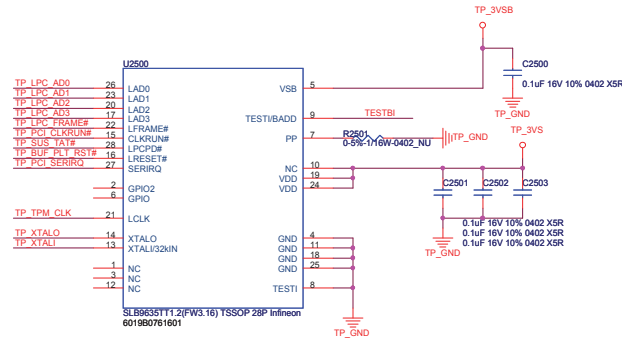 TP_3VSB
U2500
C2500
0.1uF 16V 10% 0402 X5R
TP_GND
TP_LPC_AD0 26 LAD0 VSB 5
TP_LPC_AD1 23 LAD1
TP_LPC_AD2 20 LAD2
TP_LPC_AD3 17 LAD3 TESTI/BADD 9 TESTBI
TP_LPC_FRAME# 22 LFRAME#
TP_PCI_CLKRUN# 15 CLKRUN# PP 7 R2501 TP_GND TP_3VS
TP_SUS_TAT# 28 LPCPD# 0-5%-1/16W-0402_NU
TP_BUF_PLT_RST# 16 LRESET#
TP_PCI_SERIRQ 27 SERIRQ NC 10
VDD 19
2 GPIO2 VDD 24 C2501 C2502 C2503
6 GPIO
TP_TPM_CLK 21 LCLK
0.1uF 16V 10% 0402 X5R
0.1uF 16V 10% 0402 X5R
0.1uF 16V 10% 0402 X5R
TP_GND
TP_XTALO 14 XTALO GND 4
TP_XTALI 13 XTALI/32kIN GND 11
GND 18
1 NC GND 25
3 NC
12 NC TESTI 8
SLB9635TT1.2(FW3.16) TSSOP 28P Infineon
6019B0761601
TP_GND